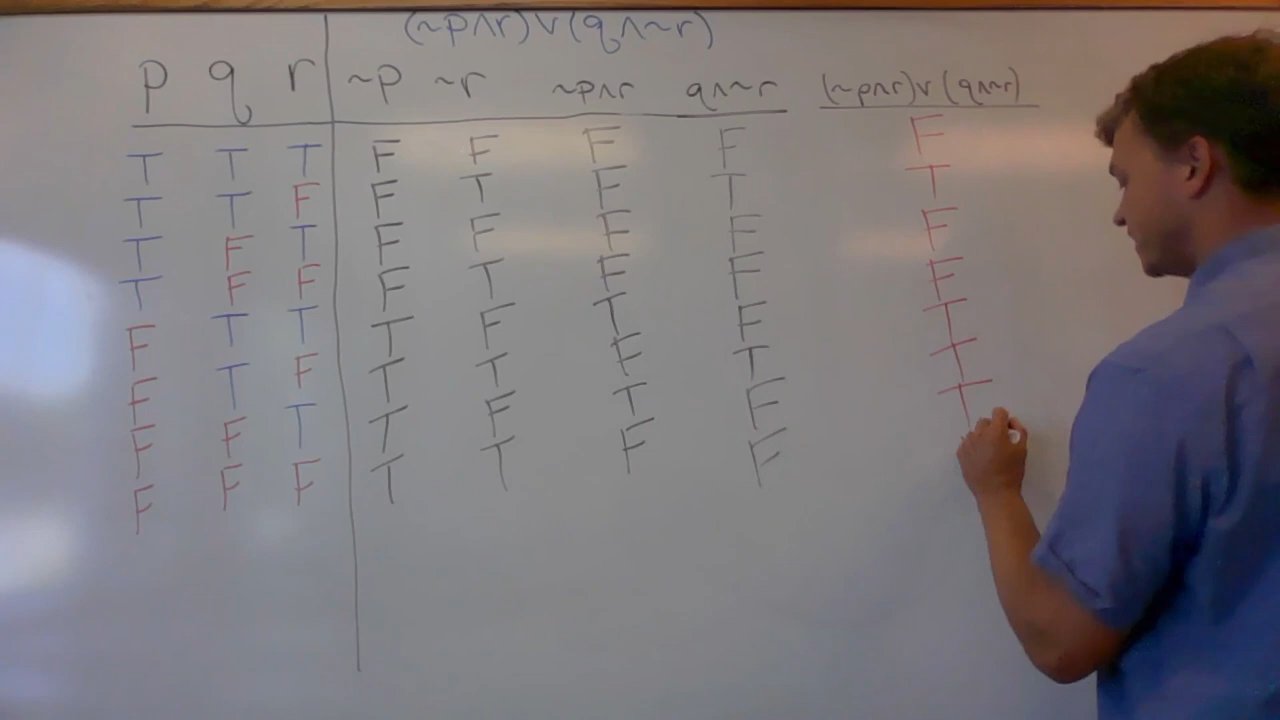 (~p∧r)∨(q∧~r)
p q r ~p ~r ~p∧r q∧~r (~p∧r)∨(q∧~r)
T T T F F F F F
T T F F T F T T
T F T F F F F F
T F F F T F F F
F T T T F T F T
F T F T T F T T
F F T T F T F T
F F F T T F F